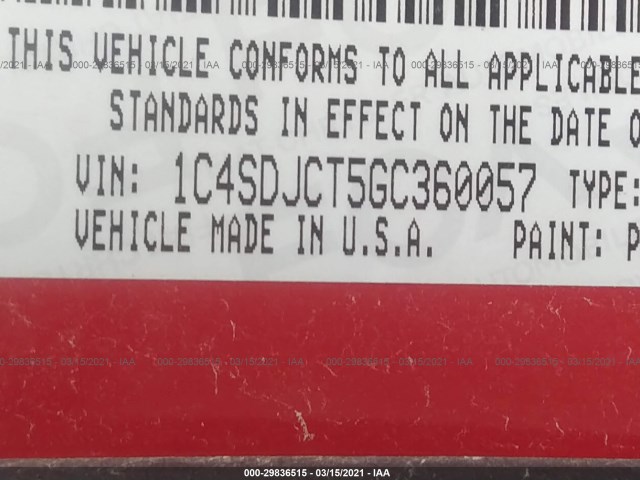 THIS VEHICLE CONFORMS TO ALL APPLICABLE
STANDARDS IN EFFECT ON THE DATE O
VIN: 1C4SDJCT5GC360057 TYPE:
VEHICLE MADE IN U.S.A. PAINT: P
000-29836515 - 03/15/2021 - IAA